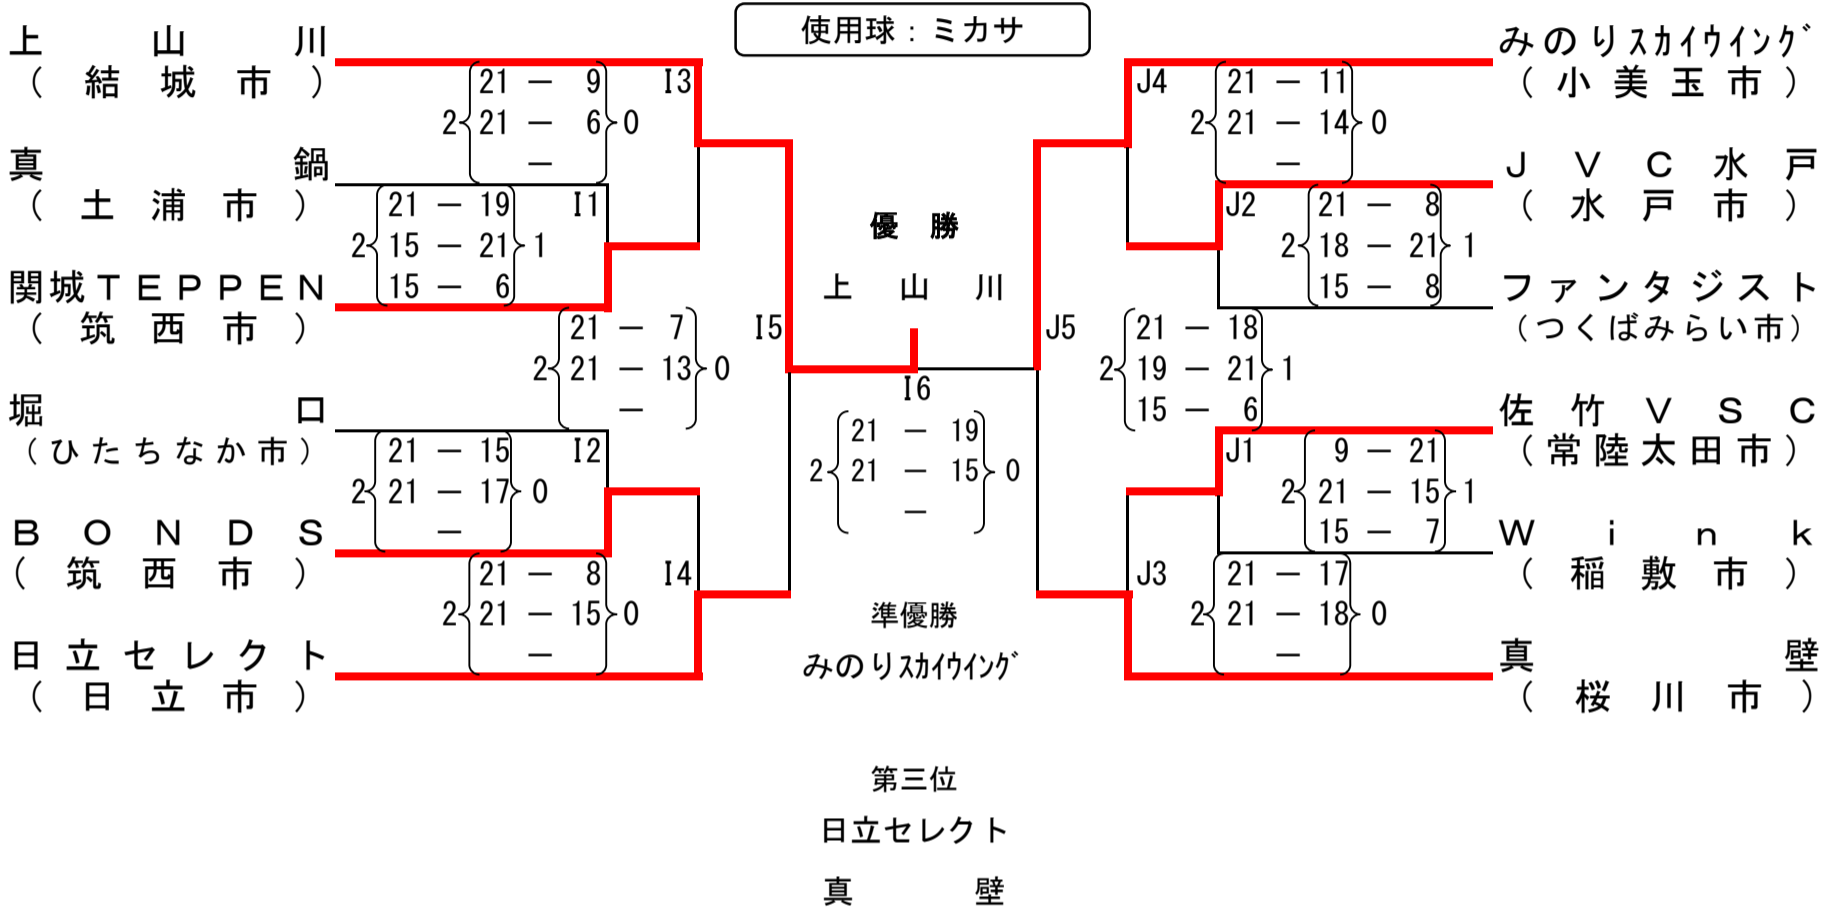 使用球：ミカサ
上山川
（結城市）
真鍋
（土浦市）
関城ＴＥＰＰＥＮ
（筑西市）
堀口
（ひたちなか市）
ＢＯＮＤＳ
（筑西市）
日立セレクト
（日立市）
I3
2 21 － 9 0
21 － 6
－
I1
21 － 19
2 15 － 21 1
15 － 6
I5
21 － 7
2 21 － 13 0
－
I2
21 － 15
2 21 － 17 0
－
I4
21 － 8
2 21 － 15 0
－
優勝
上山川
I6
21 － 19
2 21 － 15 0
－
準優勝
みのりｽｶｲｳｲﾝｸﾞ
第三位
日立セレクト
真壁
J4
21 － 11
2 21 － 14 0
－
J2
21 － 8
2 18 － 21 1
15 － 8
J5
21 － 18
2 19 － 21 1
15 － 6
J1
9 － 21
2 21 － 15 1
15 － 7
J3
21 － 17
2 21 － 18 0
－
みのりｽｶｲｳｲﾝｸﾞ
（小美玉市）
ＪＶＣ水戸
（水戸市）
ファンタジスト
（つくばみらい市）
佐竹ＶＳＣ
（常陸太田市）
Ｗｉｎｋ
（稲敷市）
真壁
（桜川市）